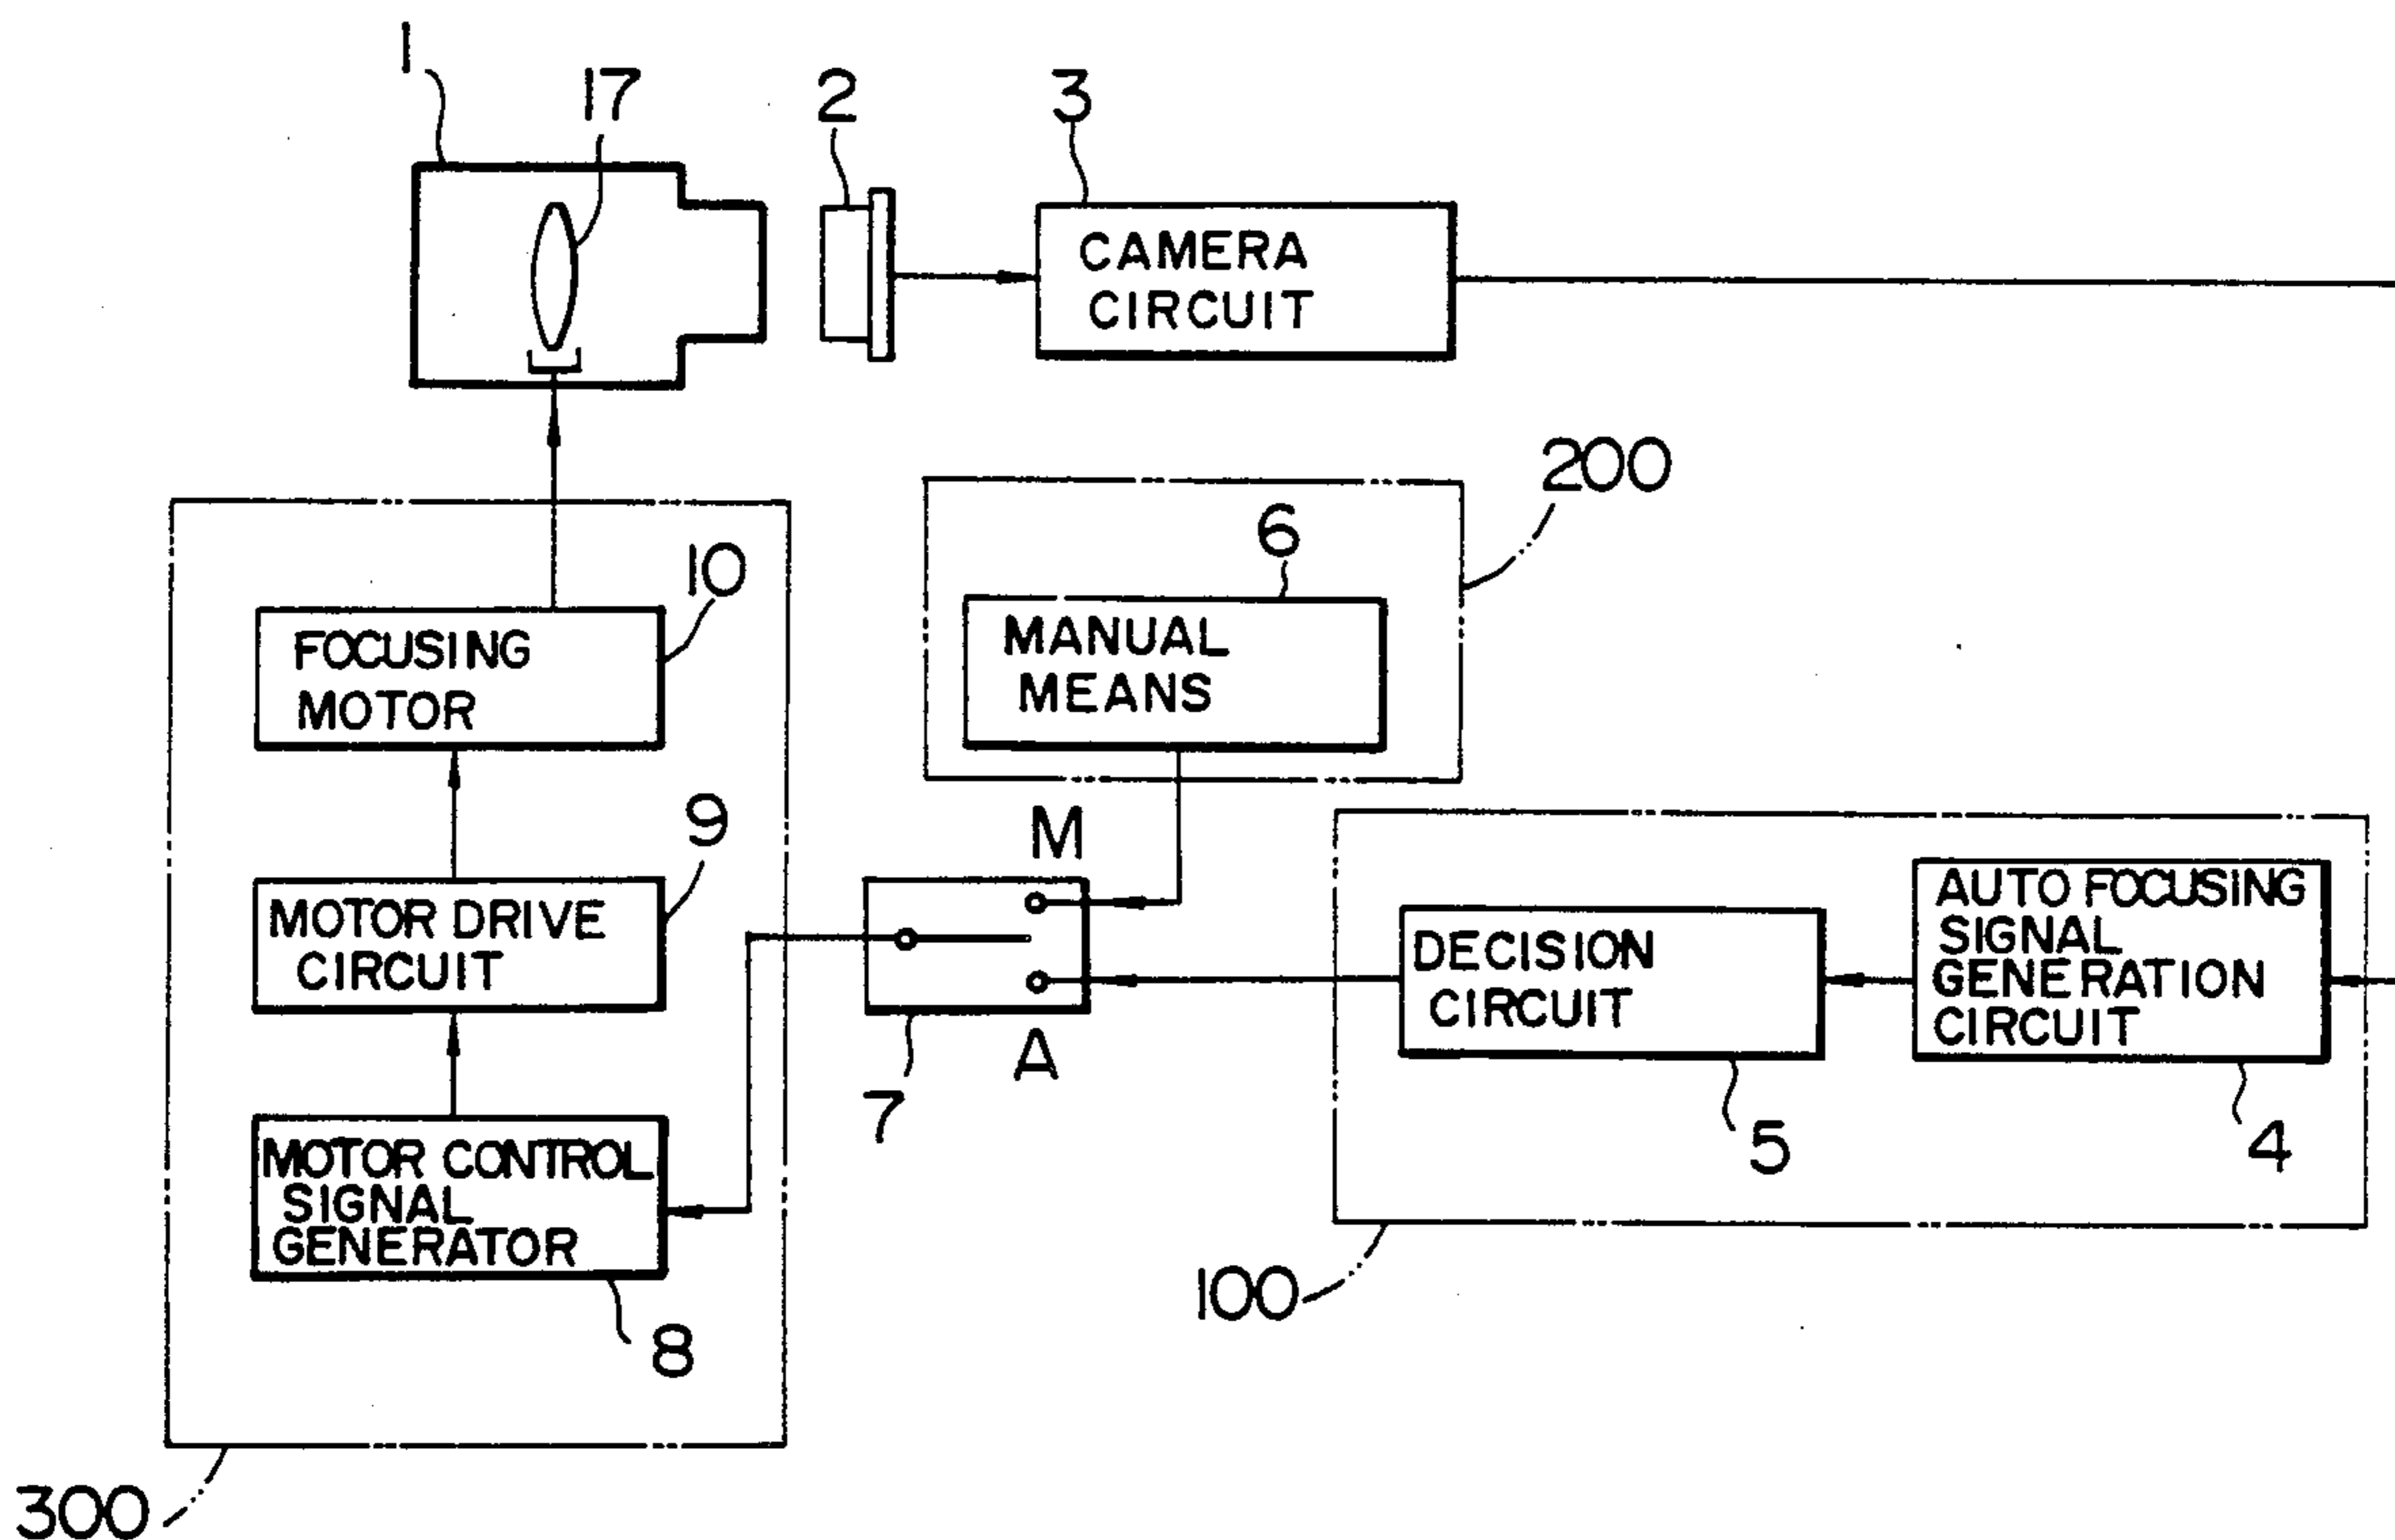 1
17
2
3
CAMERA
CIRCUIT
200
6
MANUAL
MEANS
10
FOCUSING
MOTOR
9
MOTOR DRIVE
CIRCUIT
M
A
7
AUTO FOCUSING
SIGNAL
GENERATION
CIRCUIT
DECISION
CIRCUIT
5
4
MOTOR CONTROL
SIGNAL
GENERATOR
8
100
300